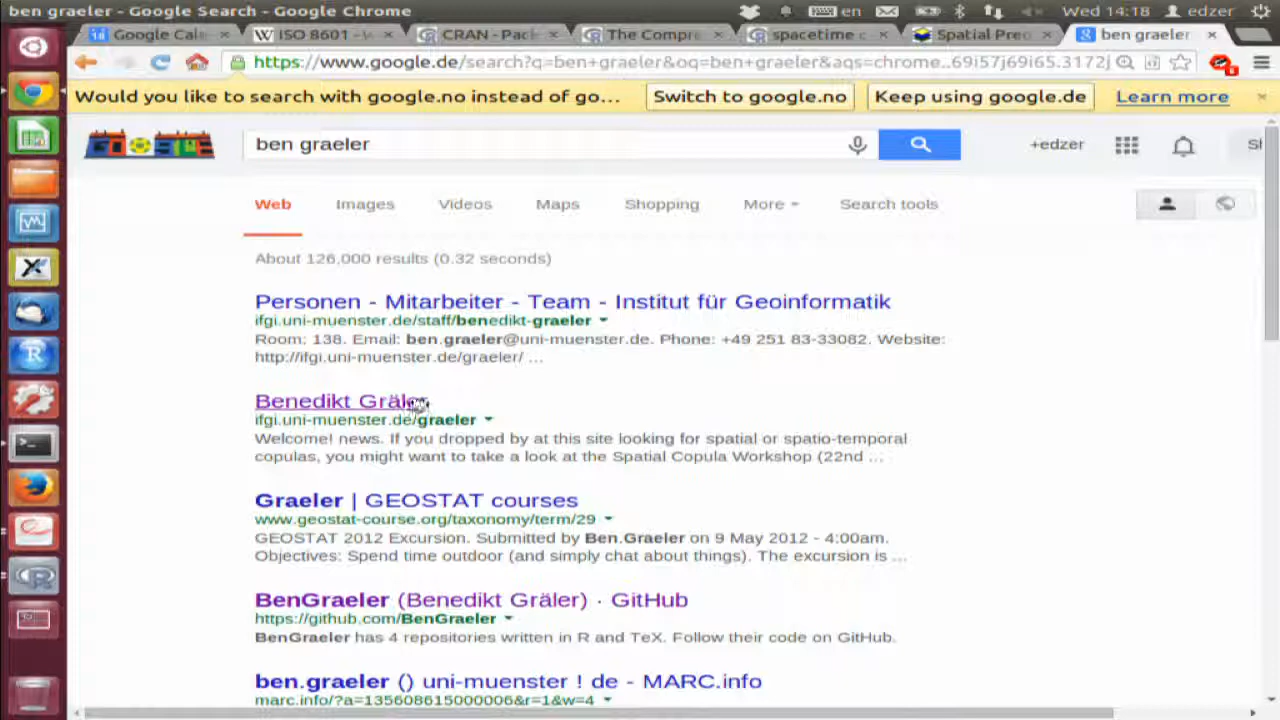 ben graeler - Google Search - Google Chrome
en
Wed 14:18
edzer
18
Google Cal
ISO 8601 -
CRAN - Pac
The Compre
spacetime c
Spatial Pred
ben graeler
https://www.google.de/search?q=ben+graeler&oq=ben+graeler&aqs=chrome..69i57j69i65.3172j
Would you like to search with google.no instead of go...
Switch to google.no
Keep using google.de
Learn more
ben graeler
+edzer
Web
Images
Videos
Maps
Shopping
More
Search tools
About 126,000 results (0.32 seconds)
Personen - Mitarbeiter - Team - Institut für Geoinformatik
ifgi.uni-muenster.de/staff/benedikt-graeler
Room: 138. Email: ben.graeler@uni-muenster.de. Phone: +49 251 83-33082. Website:
http://ifgi.uni-muenster.de/graeler/ ...
Benedikt Gräler
ifgi.uni-muenster.de/graeler
Welcome! news. If you dropped by at this site looking for spatial or spatio-temporal
copulas, you might want to take a look at the Spatial Copula Workshop (22nd ...
Graeler | GEOSTAT courses
www.geostat-course.org/taxonomy/term/29
GEOSTAT 2012 Excursion. Submitted by Ben.Graeler on 9 May 2012 - 4:00am.
Objectives: Spend time outdoor (and simply chat about things). The excursion is ...
BenGraeler (Benedikt Gräler) · GitHub
https://github.com/BenGraeler
BenGraeler has 4 repositories written in R and TeX. Follow their code on GitHub.
ben.graeler () uni-muenster ! de - MARC.info
marc.info/?a=135608615000006&r=1&w=4